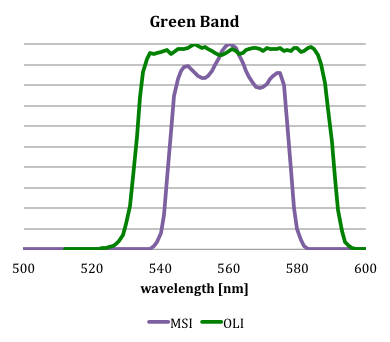 Green Band
500 520 540 560 580 600
wavelength [nm]
MSI OLI